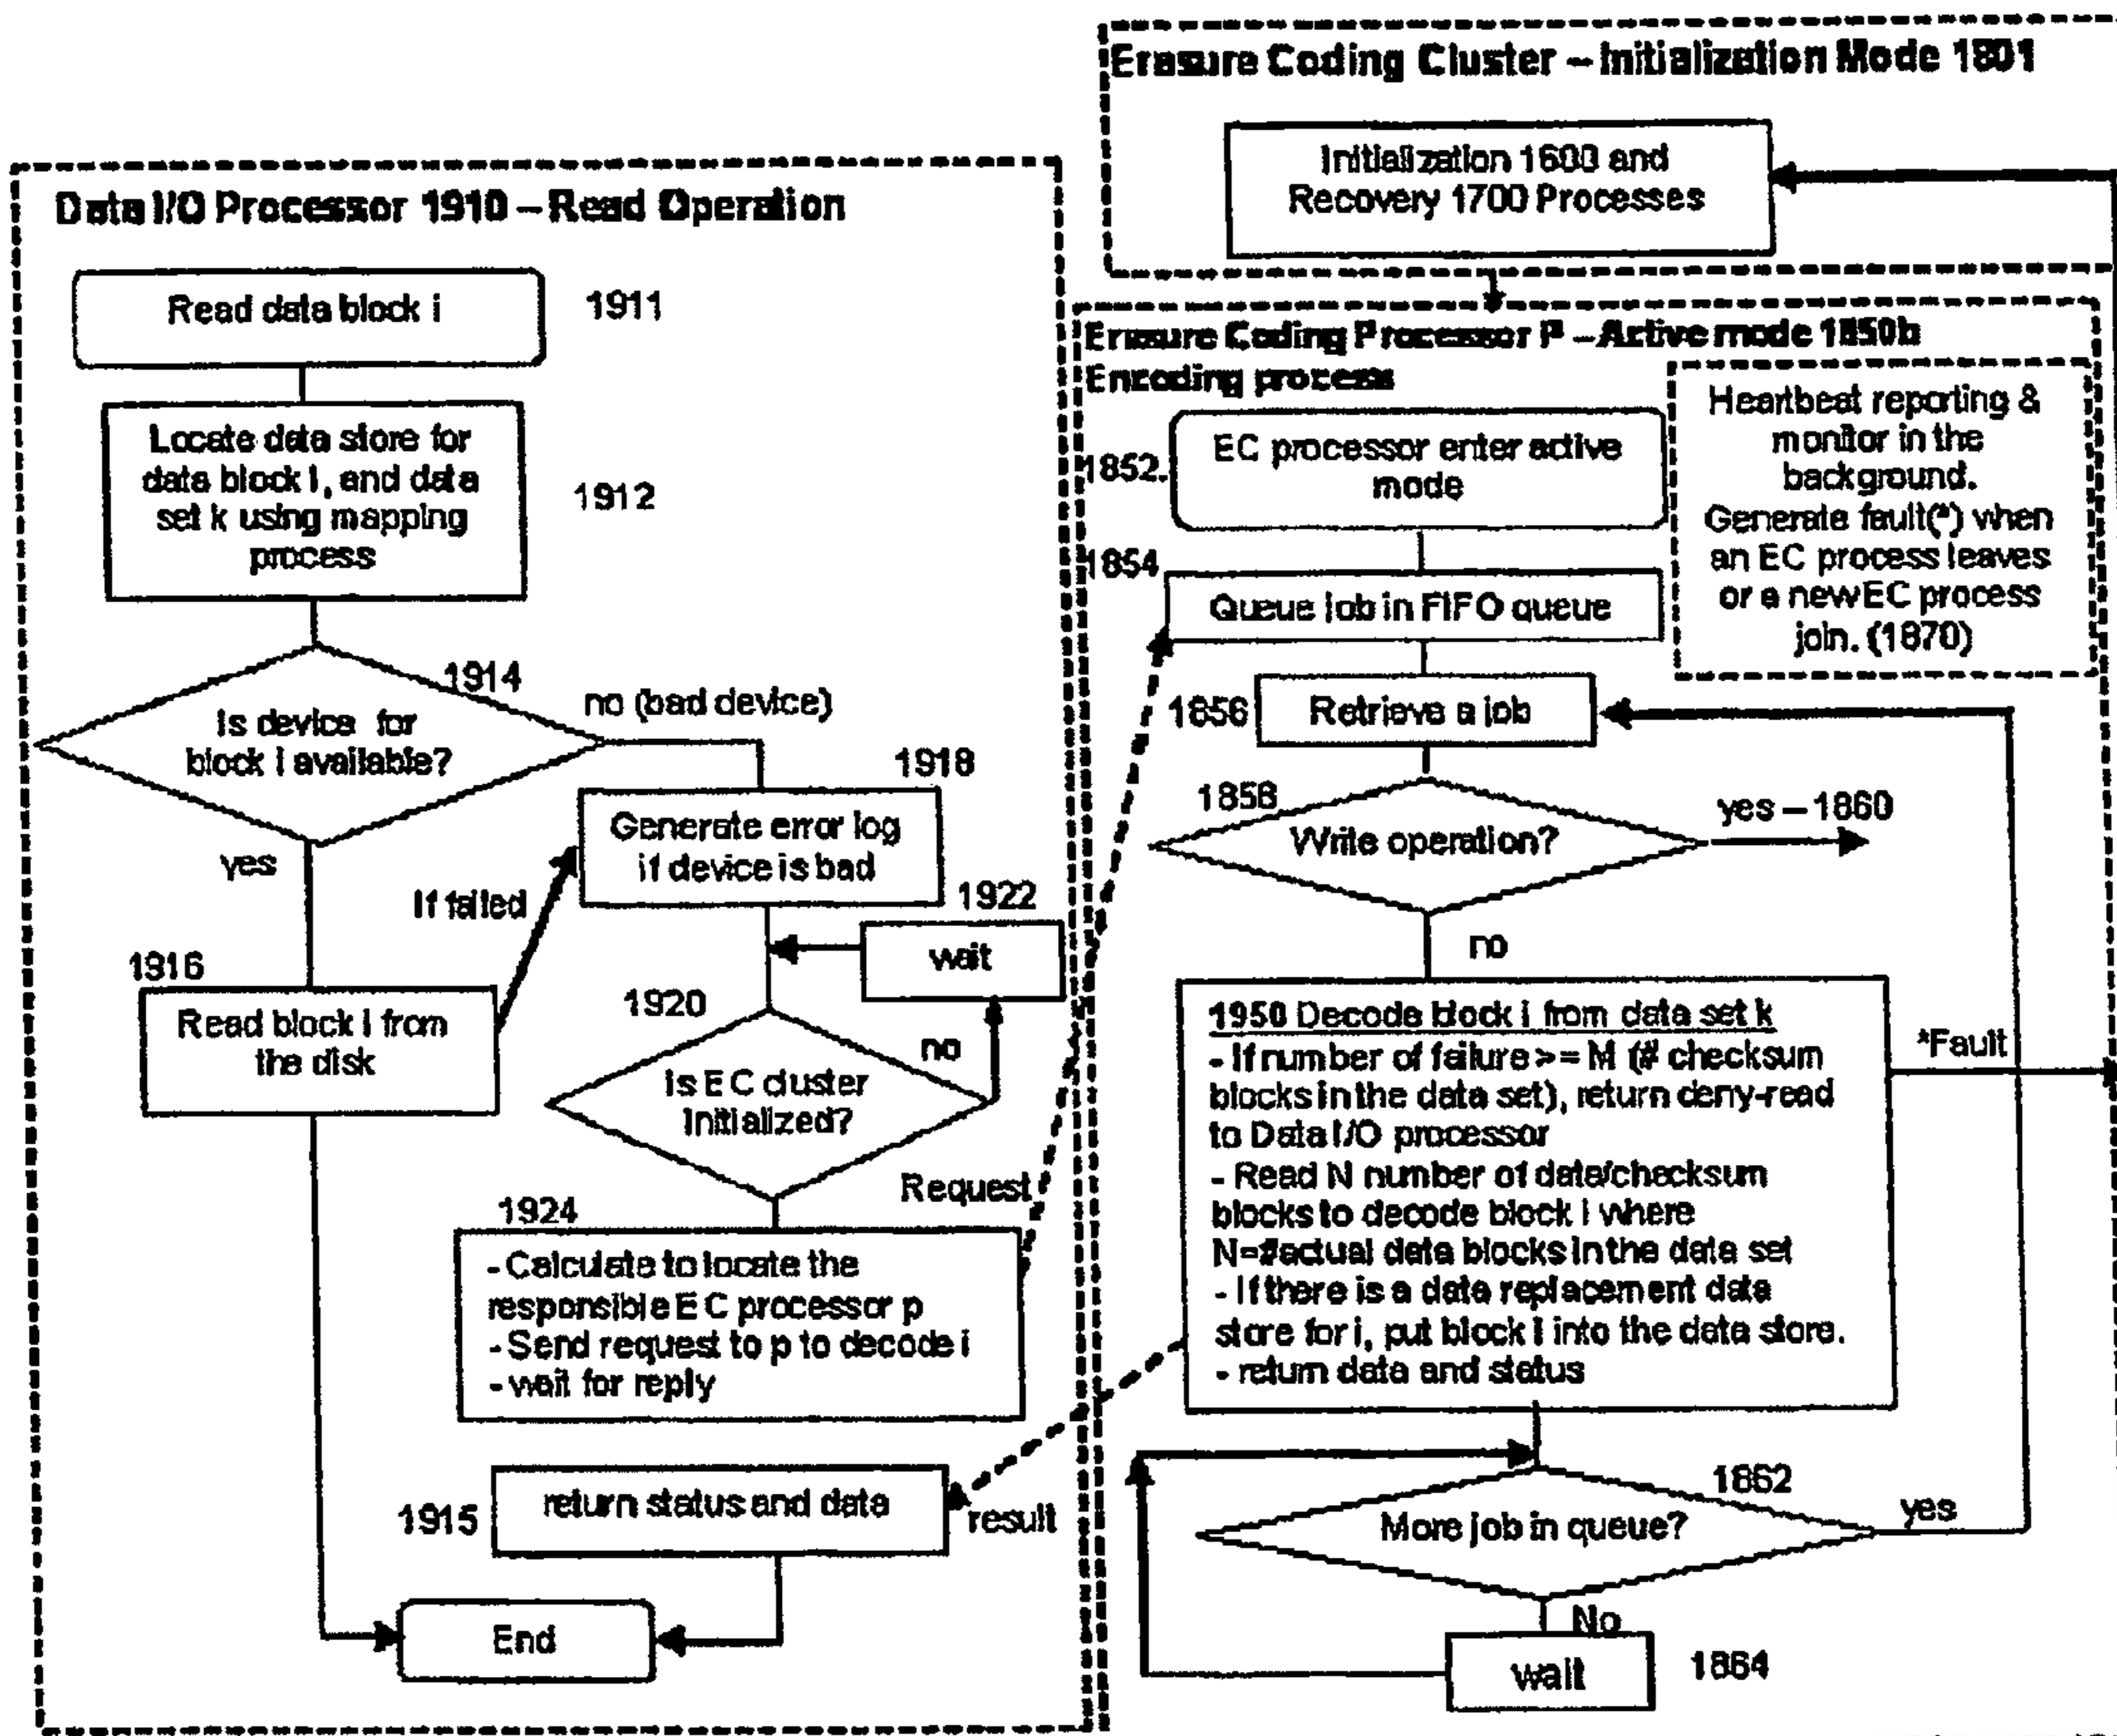 Erasure Coding Cluster – Initialization Mode 1801
Initialization 1600 and
Recovery 1700 Processes
Data I/O Processor 1910 – Read Operation
Read data block i
1911
Locate data store for
data block i, and data
set k using mapping
process
1912
1914
Is device for
block i available?
no (bad device)
yes
1918
Generate error log
if device is bad
If failed
1922
wait
1916
Read block i from
the disk
1920
Is EC cluster
Initialized?
no
Request
1924
- Calculate to locate the
responsible EC processor p
- Send request to p to decode i
- wait for reply
1915
return status and data
result
End
Erasure Coding Processor P – Active mode 1850b
Encoding process
Heartbeat reporting &
monitor in the
background.
Generate fault(*) when
an EC process leaves
or a new EC process
join. (1870)
1852.
EC processor enter active
mode
1854
Queue job in FIFO queue
1856
Retrieve a job
1858
Write operation?
yes – 1860
no
1950 Decode block i from data set k
- If number of failure >= M (# checksum
blocks in the data set), return deny-read
to Data I/O processor
- Read N number of data/checksum
blocks to decode block i where
N=#actual data blocks in the data set
- If there is a data replacement data
store for i, put block i into the data store.
- return data and status
*Fault
1862
More job in queue?
yes
No
wait
1864